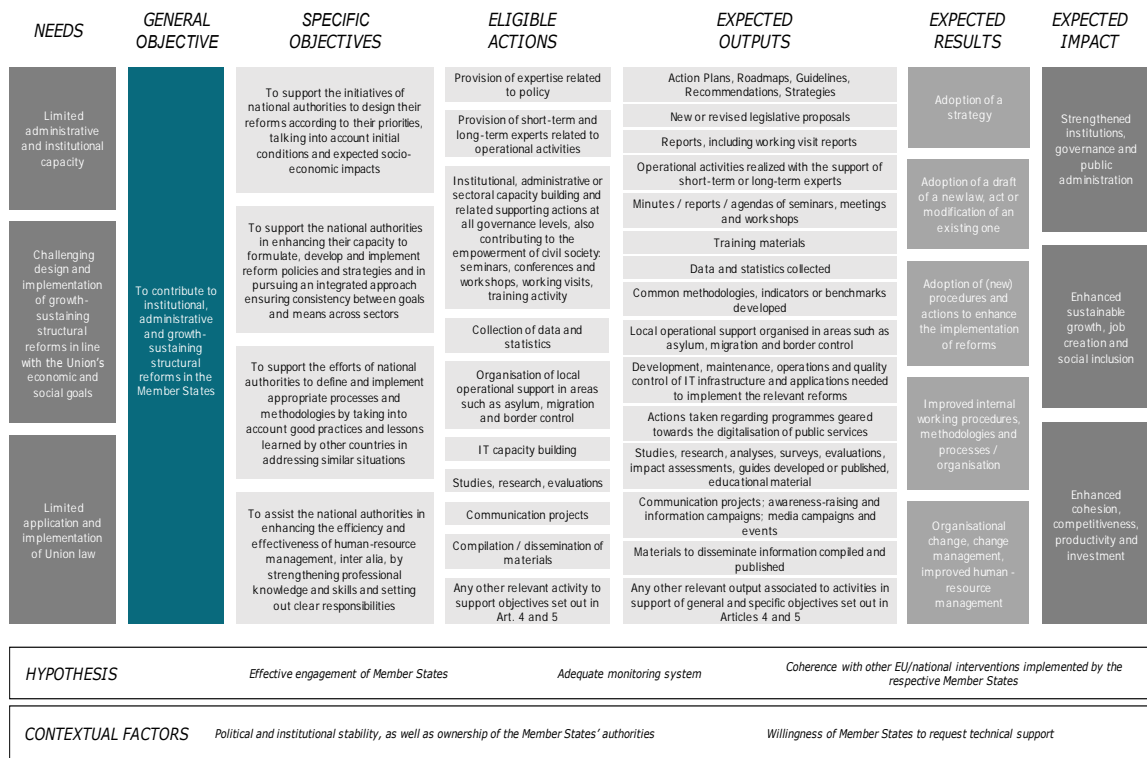 NEEDS
GENERAL
OBJECTIVE
SPECIFIC
OBJECTIVES
ELIGIBLE
ACTIONS
EXPECTED
OUTPUTS
EXPECTED
RESULTS
EXPECTED
IMPACT
Limited
administrative
and institutional
capacity
Challenging
design and
implementation
of growth-
sustaining
structural
reforms in line
with the Union's
economic and
social goals
Limited
application and
implementation
of Union law
To contribute to
institutional,
administrative
and growth-
sustaining
structural
reforms in the
Member States
To support the initiatives of
national authorities to design their
reforms according to their priorities,
talking into account initial
conditions and expected socio-
economic impacts
To support the national authorities
in enhancing their capacity to
formulate, develop and implement
reform policies and strategies and in
pursuing an integrated approach
ensuring consistency between goals
and means across sectors
To support the efforts of national
authorities to define and implement
appropriate processes and
methodologies by taking into
account good practices and lessons
learned by other countries in
addressing similar situations
To assist the national authorities in
enhancing the efficiency and
effectiveness of human-resource
management, inter alia, by
strengthening professional
knowledge and skills and setting
out clear responsibilities
Provision of expertise related
to policy
Provision of short-term and
long-term experts related to
operational activities
Institutional, administrative or
sectoral capacity building and
related supporting actions at
all governance levels, also
contributing to the
empowerment of civil society:
seminars, conferences and
workshops, working visits,
training activity
Collection of data and
statistics
Organisation of local
operational support in areas
such as asylum, migration
and border control
IT capacity building
Studies, research, evaluations
Communication projects
Compilation / dissemination of
materials
Any other relevant activity to
support objectives set out in
Art. 4 and 5
Action Plans, Roadmaps, Guidelines,
Recommendations, Strategies
New or revised legislative proposals
Reports, including working visit reports
Operational activities realized with the support of
short-term or long-term experts
Minutes / reports / agendas of seminars, meetings
and workshops
Training materials
Data and statistics collected
Common methodologies, indicators or benchmarks
developed
Local operational support organised in areas such as
asylum, migration and border control
Development, maintenance, operations and quality
control of IT infrastructure and applications needed
to implement the relevant reforms
Actions taken regarding programmes geared
towards the digitalisation of public services
Studies, research, analyses, surveys, evaluations,
impact assessments, guides developed or published,
educational material
Communication projects; awareness-raising and
information campaigns; media campaigns and
events
Materials to disseminate information compiled and
published
Any other relevant output associated to activities in
support of general and specific objectives set out in
Articles 4 and 5
Adoption of a
strategy
Adoption of a draft
of a new law, act or
modification of an
existing one
Adoption of (new)
procedures and
actions to enhance
the implementation
of reforms
Improved internal
working procedures,
methodologies and
processes /
organisation
Organisational
change, change
management,
improved human-
resource
management
Strengthened
institutions,
governance and
public
administration
Enhanced
sustainable
growth, job
creation and
social inclusion
Enhanced
cohesion,
competitiveness,
productivity and
investment
HYPOTHESIS
Effective engagement of Member States
Adequate monitoring system
Coherence with other EU/national interventions implemented by the
respective Member States
CONTEXTUAL FACTORS
Political and institutional stability, as well as ownership of the Member States' authorities
Willingness of Member States to request technical support